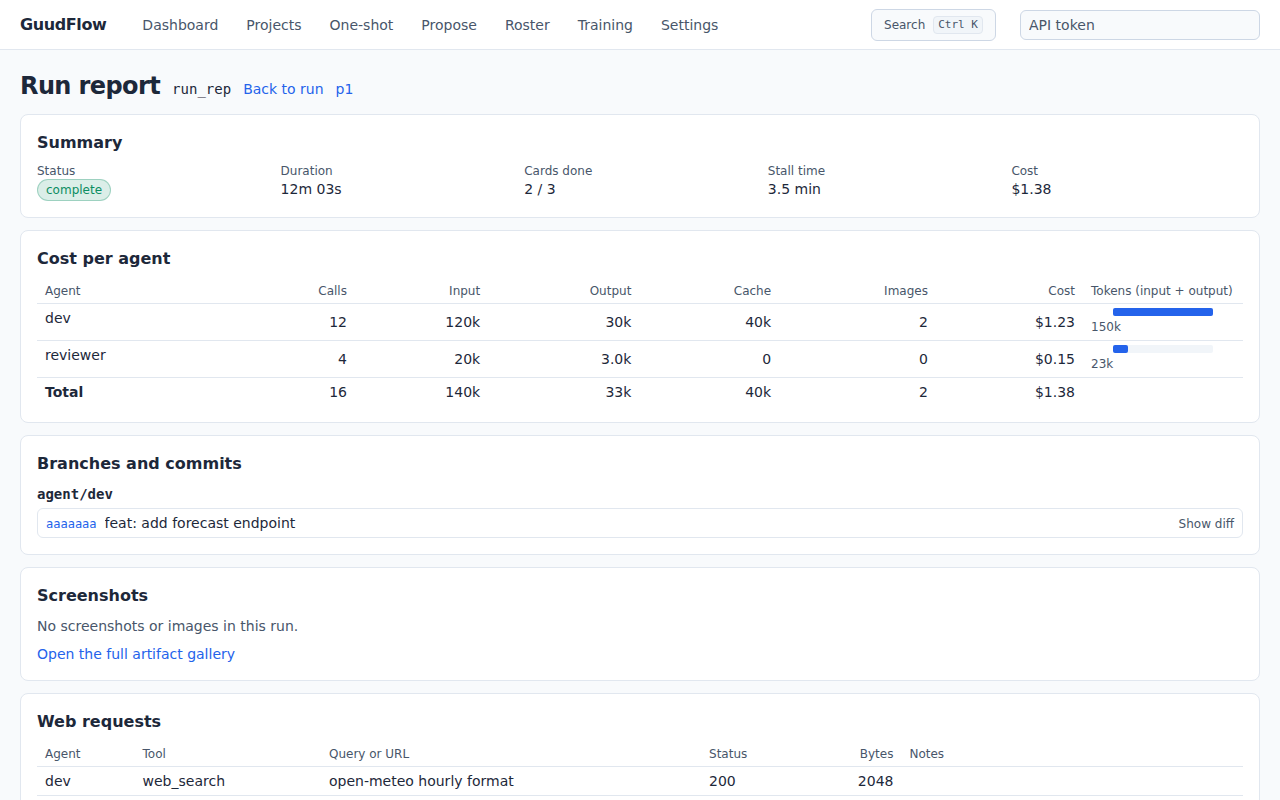 GuudFlow Dashboard Projects One-shot Propose Roster Training Settings Search Ctrl K API token
Run report run_rep Back to run p1
Summary
Status Duration Cards done Stall time Cost
complete 12m 03s 2 / 3 3.5 min $1.38
Cost per agent
Agent Calls Input Output Cache Images Cost Tokens (input + output)
dev 12 120k 30k 40k 2 $1.23 150k
reviewer 4 20k 3.0k 0 0 $0.15 23k
Total 16 140k 33k 40k 2 $1.38
Branches and commits
agent/dev
aaaaaaa feat: add forecast endpoint Show diff
Screenshots
No screenshots or images in this run.
Open the full artifact gallery
Web requests
Agent Tool Query or URL Status Bytes Notes
dev web_search open-meteo hourly format 200 2048